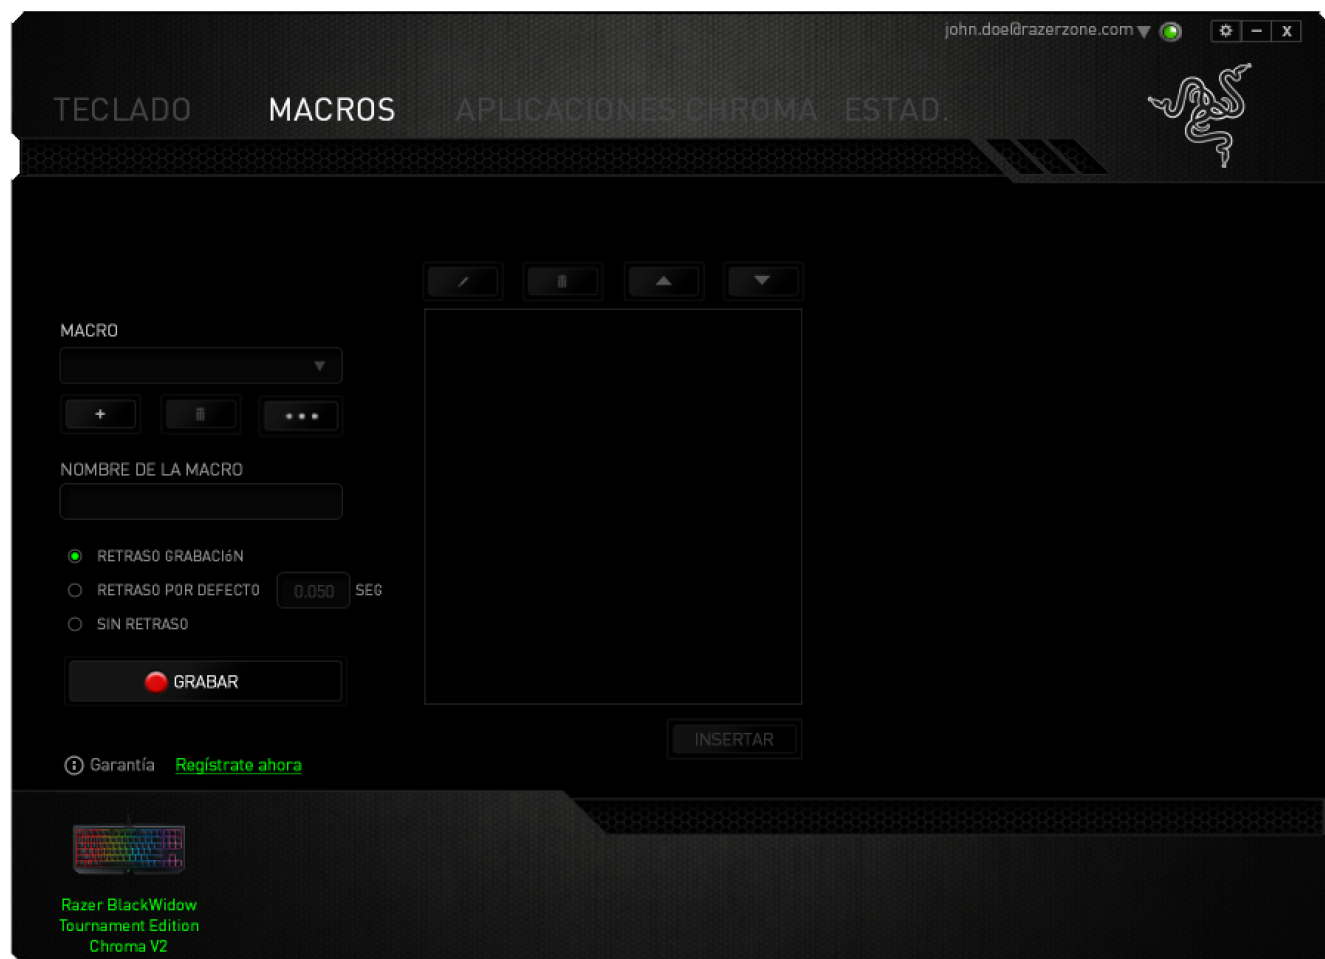 john.doe@razerzone.com
TECLADO MACROS APLICACIONES CHROMA ESTAD.
MACRO
NOMBRE DE LA MACRO
RETRASO GRABACIóN
RETRASO POR DEFECTO 0.050 SEG
SIN RETRASO
GRABAR
INSERTAR
Garantía Regístrate ahora
Razer BlackWidow
Tournament Edition
Chroma V2